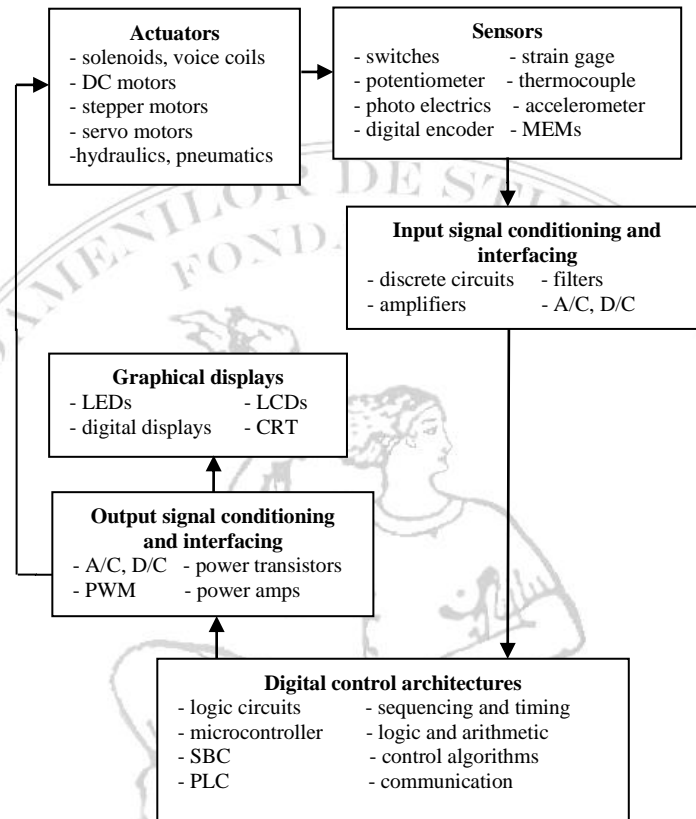 Actuators
- solenoids, voice coils
- DC motors
- stepper motors
- servo motors
-hydraulics, pneumatics
Sensors
- switches - strain gage
- potentiometer - thermocouple
- photo electrics - accelerometer
- digital encoder - MEMs
Input signal conditioning and
interfacing
- discrete circuits - filters
- amplifiers - A/C, D/C
Graphical displays
- LEDs - LCDs
- digital displays - CRT
Output signal conditioning
and interfacing
- A/C, D/C - power transistors
- PWM - power amps
Digital control architectures
- logic circuits - sequencing and timing
- microcontroller - logic and arithmetic
- SBC - control algorithms
- PLC - communication
DE
FOND.